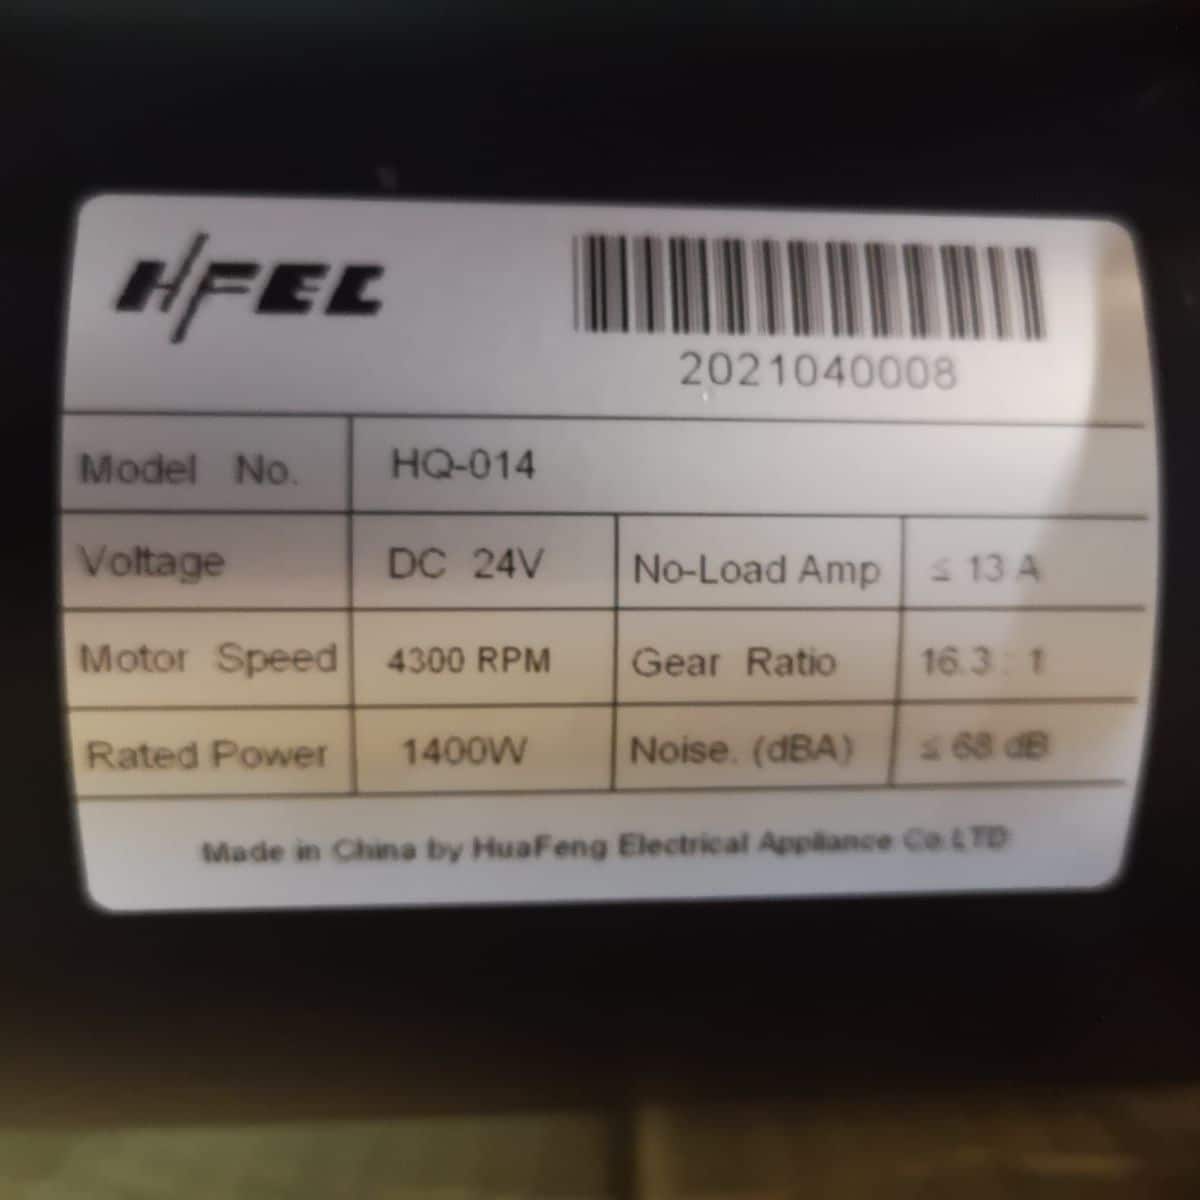 HFEC
2021040008
Model No. HQ-014
Voltage DC 24V No-Load Amp ≤ 13 A
Motor Speed 4300 RPM Gear Ratio 16.3 : 1
Rated Power 1400W Noise. (dBA) ≤ 68 dB
Made in China by HuaFeng Electrical Appliance Co.LTD